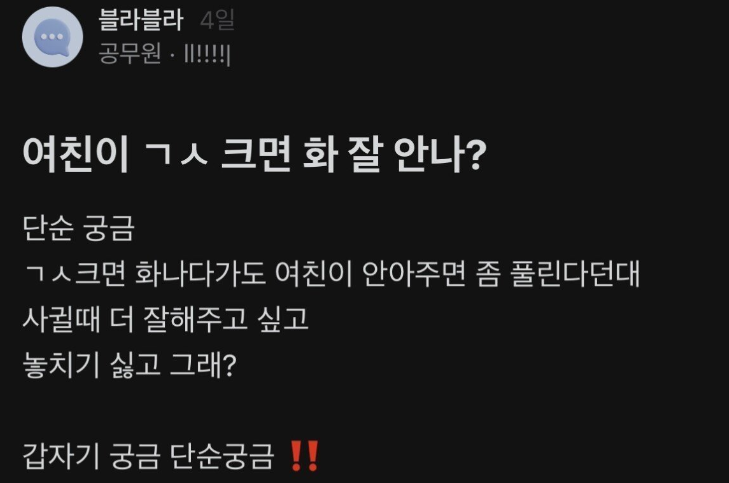 블라블라 4일
공무원 · ll!!!!|
여친이 ㄱㅅ 크면 화 잘 안나?
단순 궁금
ㄱㅅ크면 화나다가도 여친이 안아주면 좀 풀린다던대
사귈때 더 잘해주고 싶고
놓치기 싫고 그래?
갑자기 궁금 단순궁금 ‼️